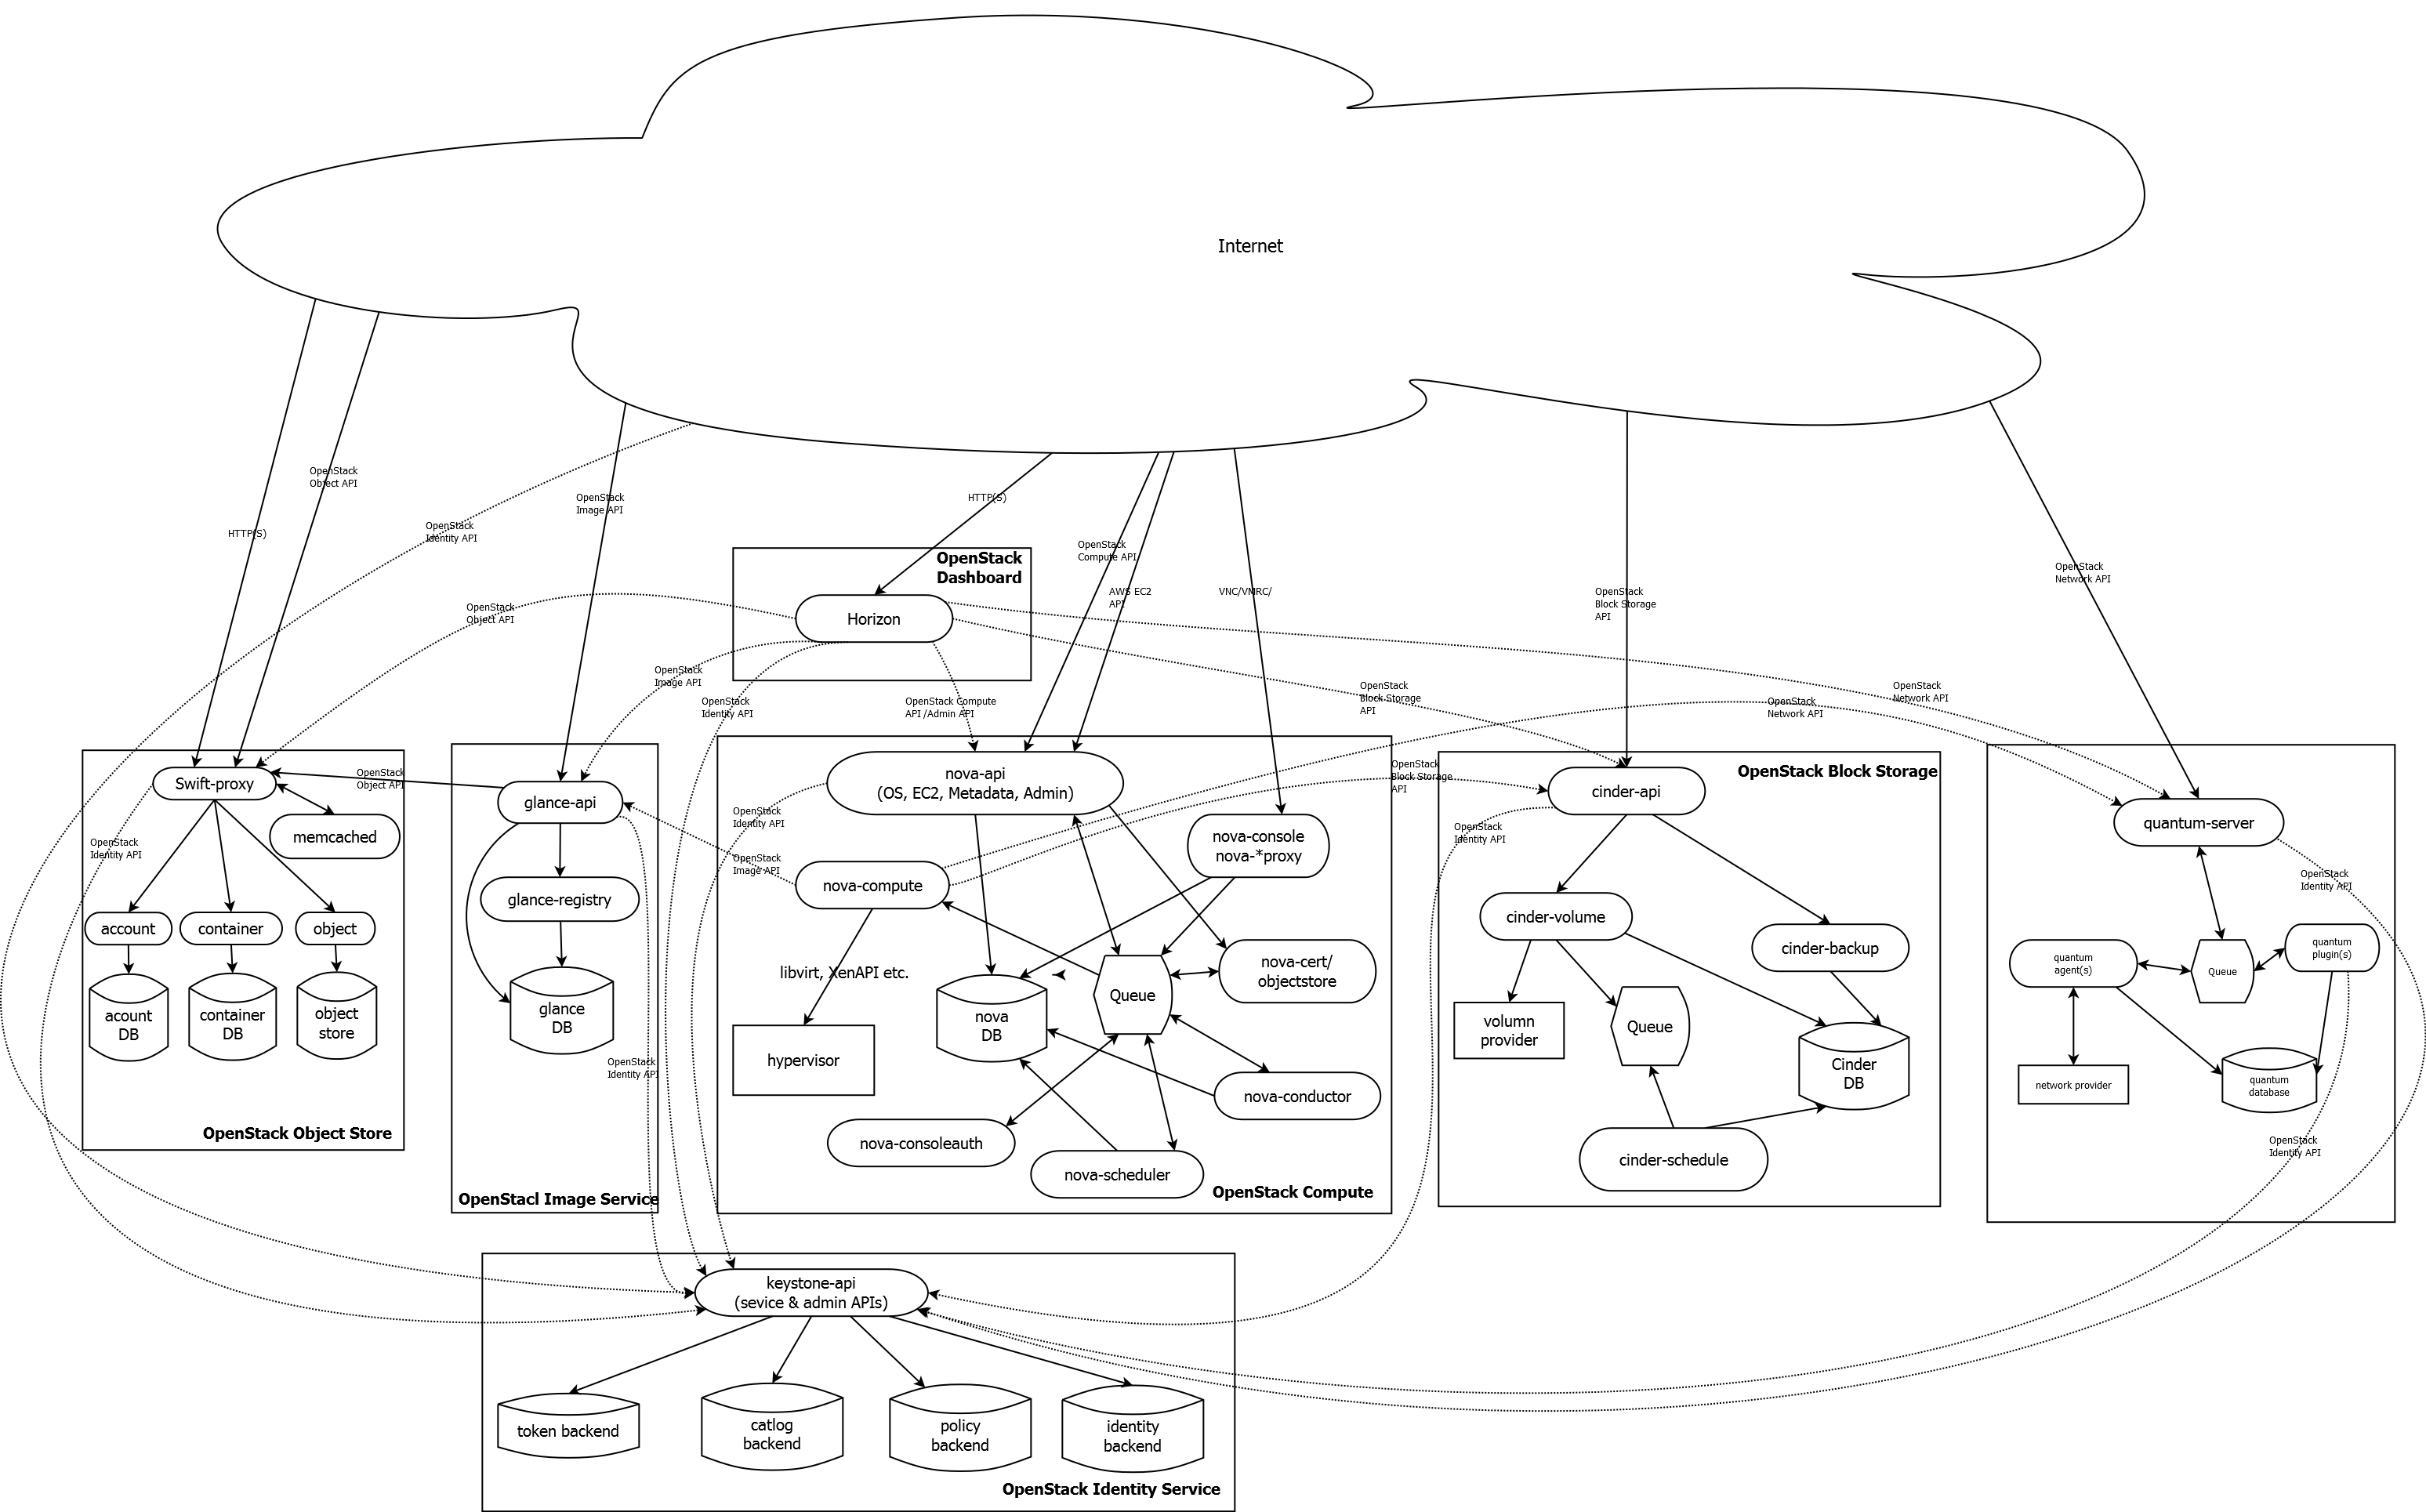 Internet
OpenStack
Object API
HTTP(S)
OpenStack
Identity API
OpenStack
Image API
HTTP(S)
OpenStack
Compute API
AWS EC2
API
VNC/VMRC/
OpenStack
Block Storage
API
OpenStack
Network API
OpenStack
Dashboard
Horizon
OpenStack
Object API
OpenStack
Image API
OpenStack
Identity API
OpenStack Compute
API /Admin API
OpenStack
Block Storage
API
OpenStack
Network API
OpenStack
Network API
Swift-proxy
OpenStack
Object API
memcached
OpenStack
Identity API
account
container
object
acount
DB
container
DB
object
store
OpenStack Object Store
glance-api
glance-registry
glance
DB
OpenStack
Identity API
OpenStacl Image Service
nova-api
(OS, EC2, Metadata, Admin)
OpenStack
Identity API
OpenStack
Image API
OpenStack
Block Storage
API
nova-console
nova-*proxy
nova-compute
libvirt, XenAPI etc.
nova-cert/
objectstore
Queue
nova
DB
hypervisor
nova-conductor
nova-consoleauth
nova-scheduler
OpenStack Compute
OpenStack Block Storage
cinder-api
OpenStack
Identity API
cinder-volume
cinder-backup
volumn
provider
Queue
Cinder
DB
cinder-schedule
quantum-server
OpenStack
Identity API
quantum
agent(s)
Queue
quantum
plugin(s)
network provider
quantum
database
OpenStack
Identity API
keystone-api
(sevice & admin APIs)
token backend
catlog
backend
policy
backend
identity
backend
OpenStack Identity Service